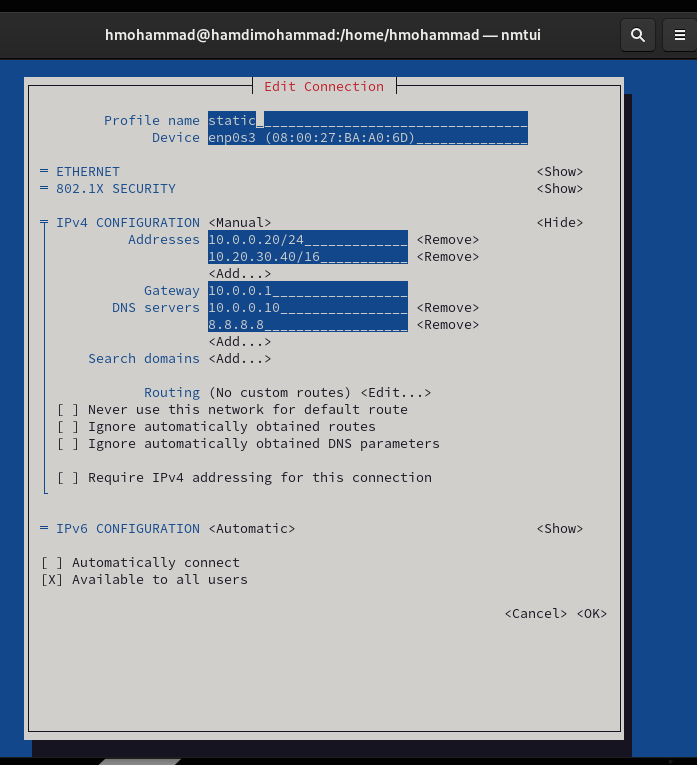 hmohammad@hamdimohammad:/home/hmohammad — nmtui
Edit Connection
Profile name static_________________________________
Device enp0s3 (08:00:27:BA:A0:6D)______________
= ETHERNET <Show>
= 802.1X SECURITY <Show>
IPv4 CONFIGURATION <Manual> <Hide>
Addresses 10.0.0.20/24_____________ <Remove>
10.20.30.40/16___________ <Remove>
<Add...>
Gateway 10.0.0.1_________________
DNS servers 10.0.0.10________________ <Remove>
8.8.8.8__________________ <Remove>
<Add...>
Search domains <Add...>
Routing (No custom routes) <Edit...>
[ ] Never use this network for default route
[ ] Ignore automatically obtained routes
[ ] Ignore automatically obtained DNS parameters
[ ] Require IPv4 addressing for this connection
= IPv6 CONFIGURATION <Automatic> <Show>
[ ] Automatically connect
[X] Available to all users
<Cancel> <OK>